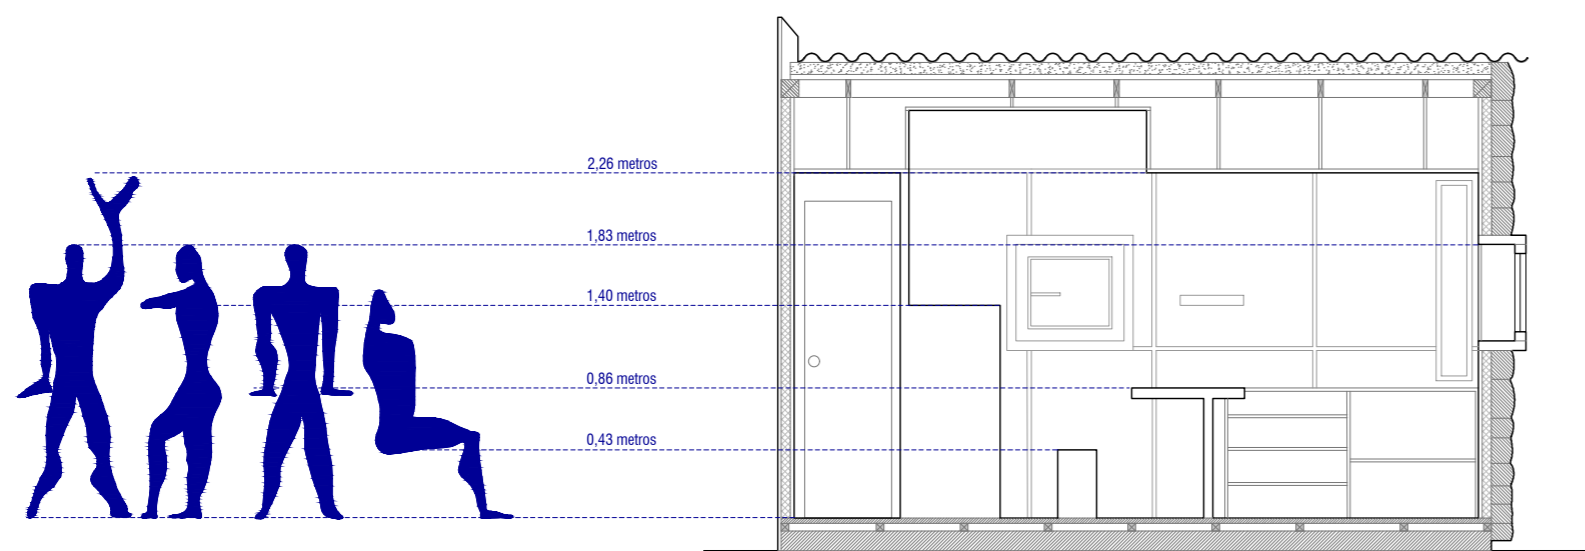 2,26 metros
1,83 metros
1,40 metros
0,86 metros
0,43 metros